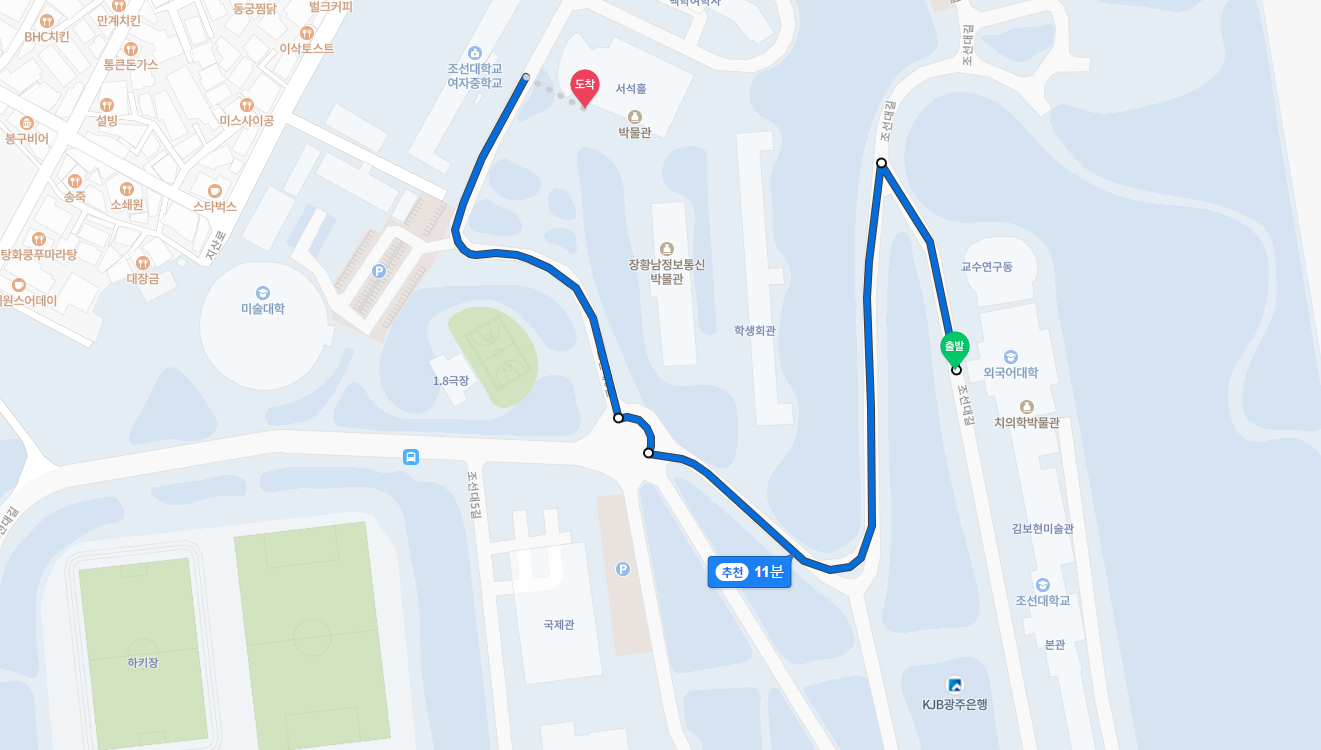 동궁찜닭
벌크커피
만계치킨
BHC치킨
이삭토스트
통큰돈가스
조선대학교
여자중학교
도착
서석홀
박물관
설빙
미스사이공
봉구비어
조선대길
조선대길
송죽
소쇄원
스타벅스
지산로
탕화쿵푸마라탕
대장금
장황남정보통신
박물관
교수연구동
미술대학
P
학생회관
출발
외국어대학
1.8극장
조선대길
치의학박물관
조선대5길
김보현미술관
추천 11분
P
조선대학교
국제관
본관
하키장
KJB광주은행